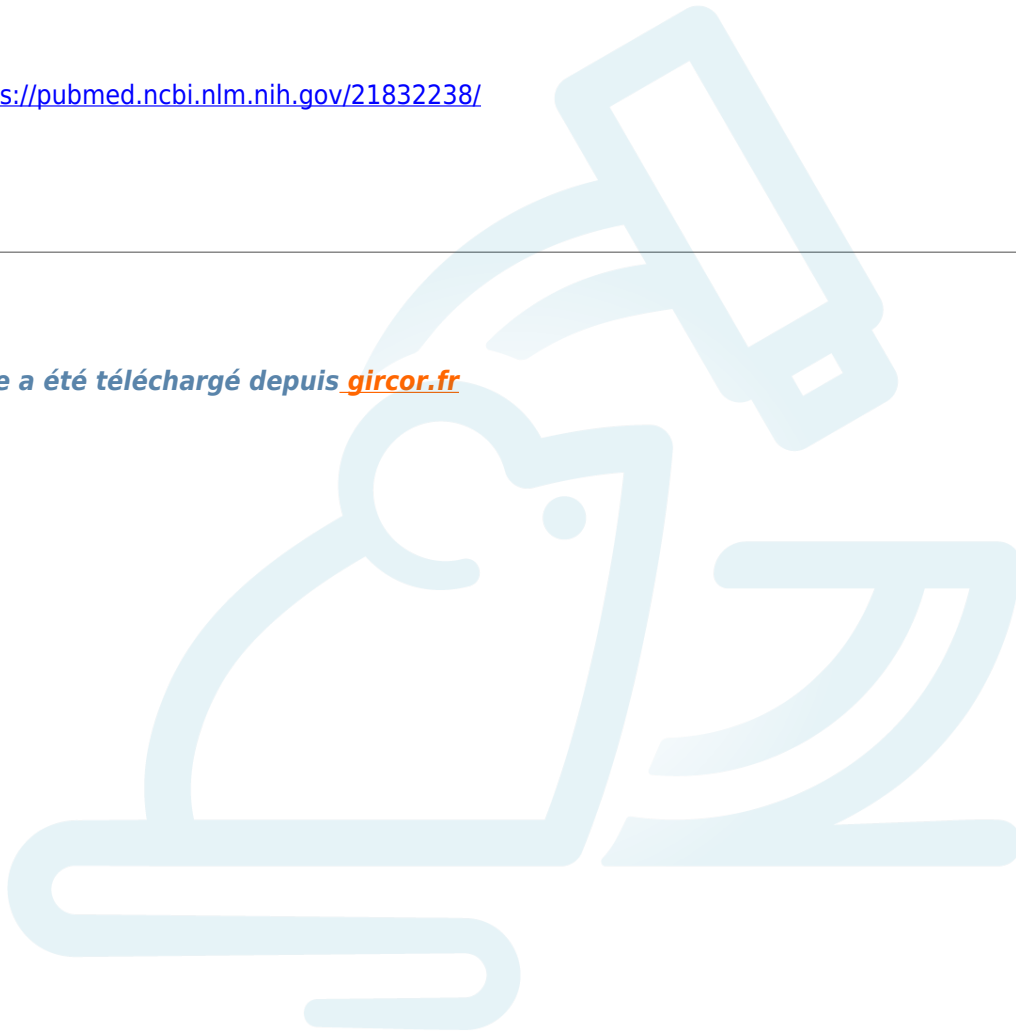 s://pubmed.ncbi.nlm.nih.gov/21832238/
e a été téléchargé depuis gircor.fr